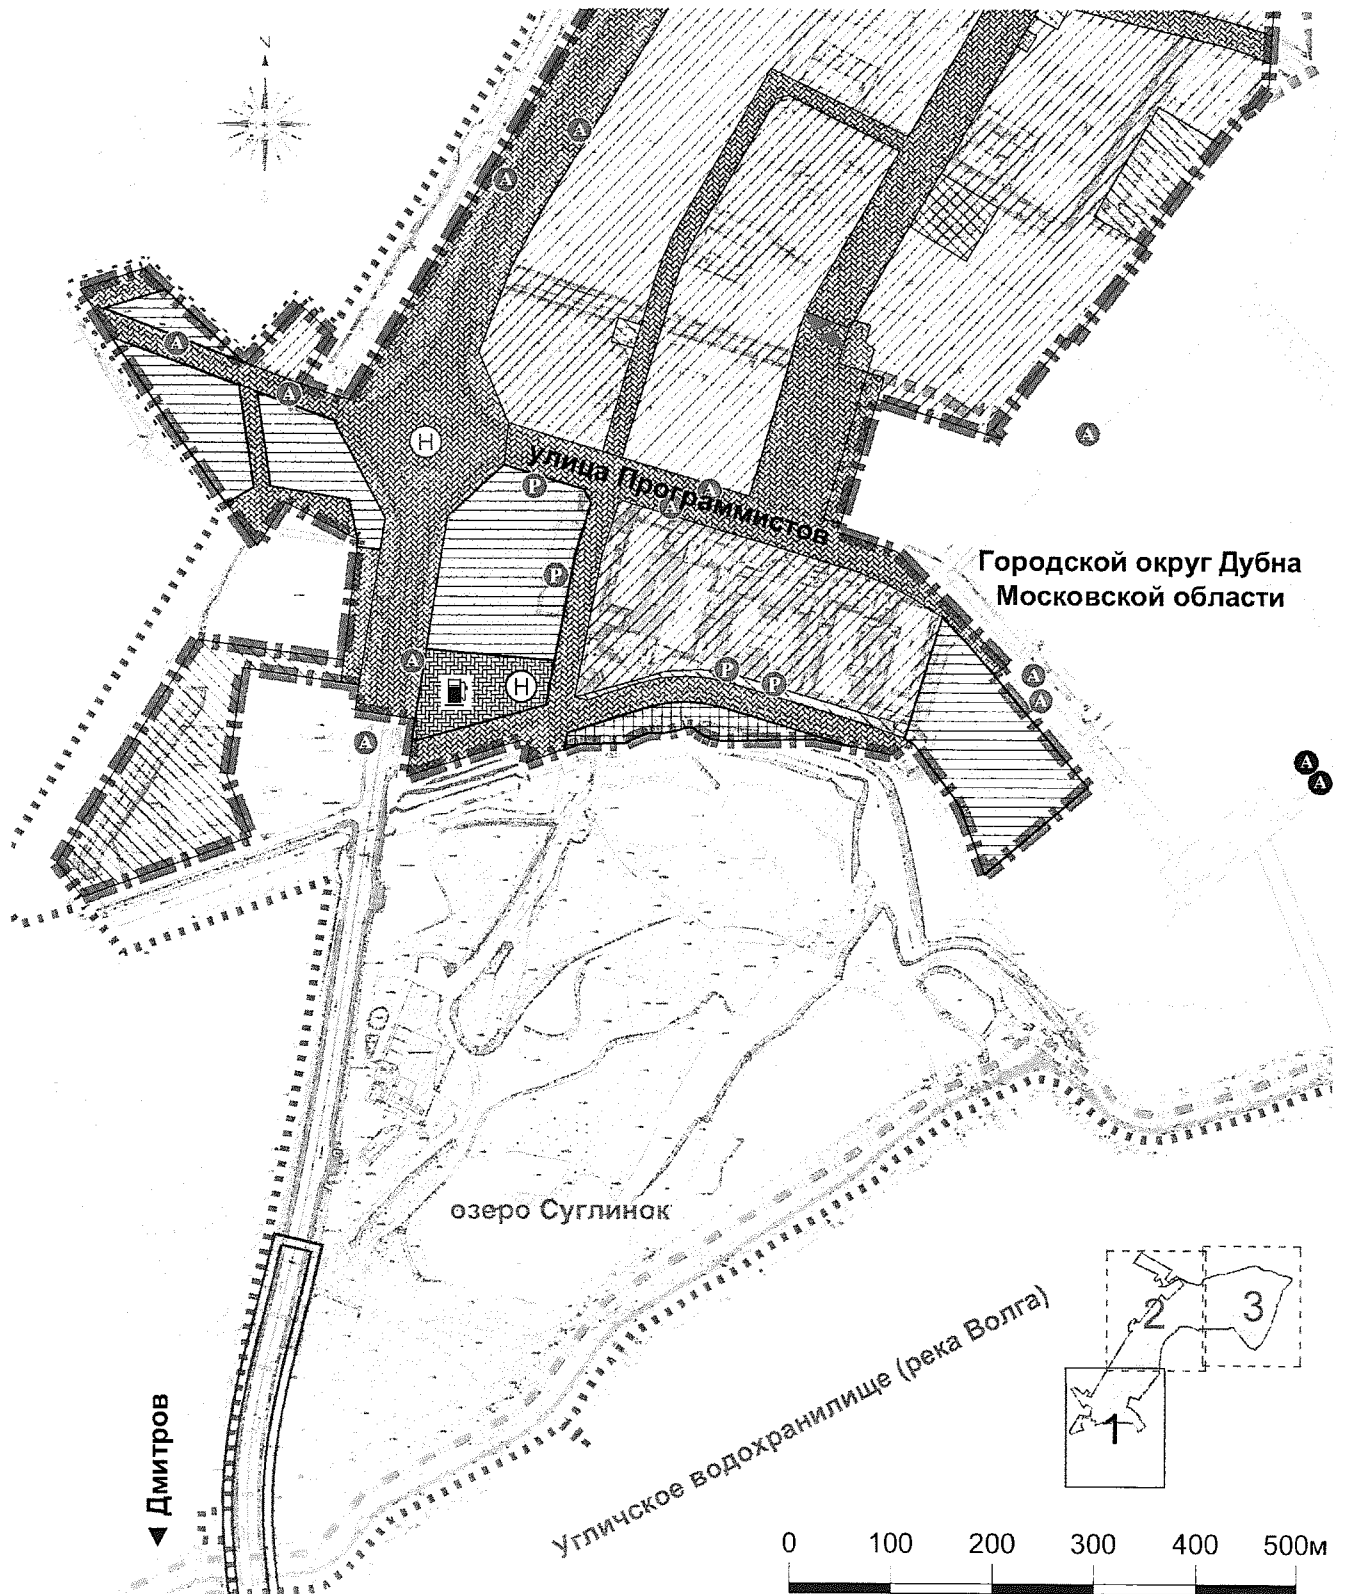 N
А
А
А
А
Н
А
улица Программистов
Р
А
А
Р
Городской округ Дубна
Московской области
А
Н
Р
Р
А
А
А
А
А
озеро Суглинок
2
3
1
Угличское водохранилище (река Волга)
◄ Дмитров
0 100 200 300 400 500м